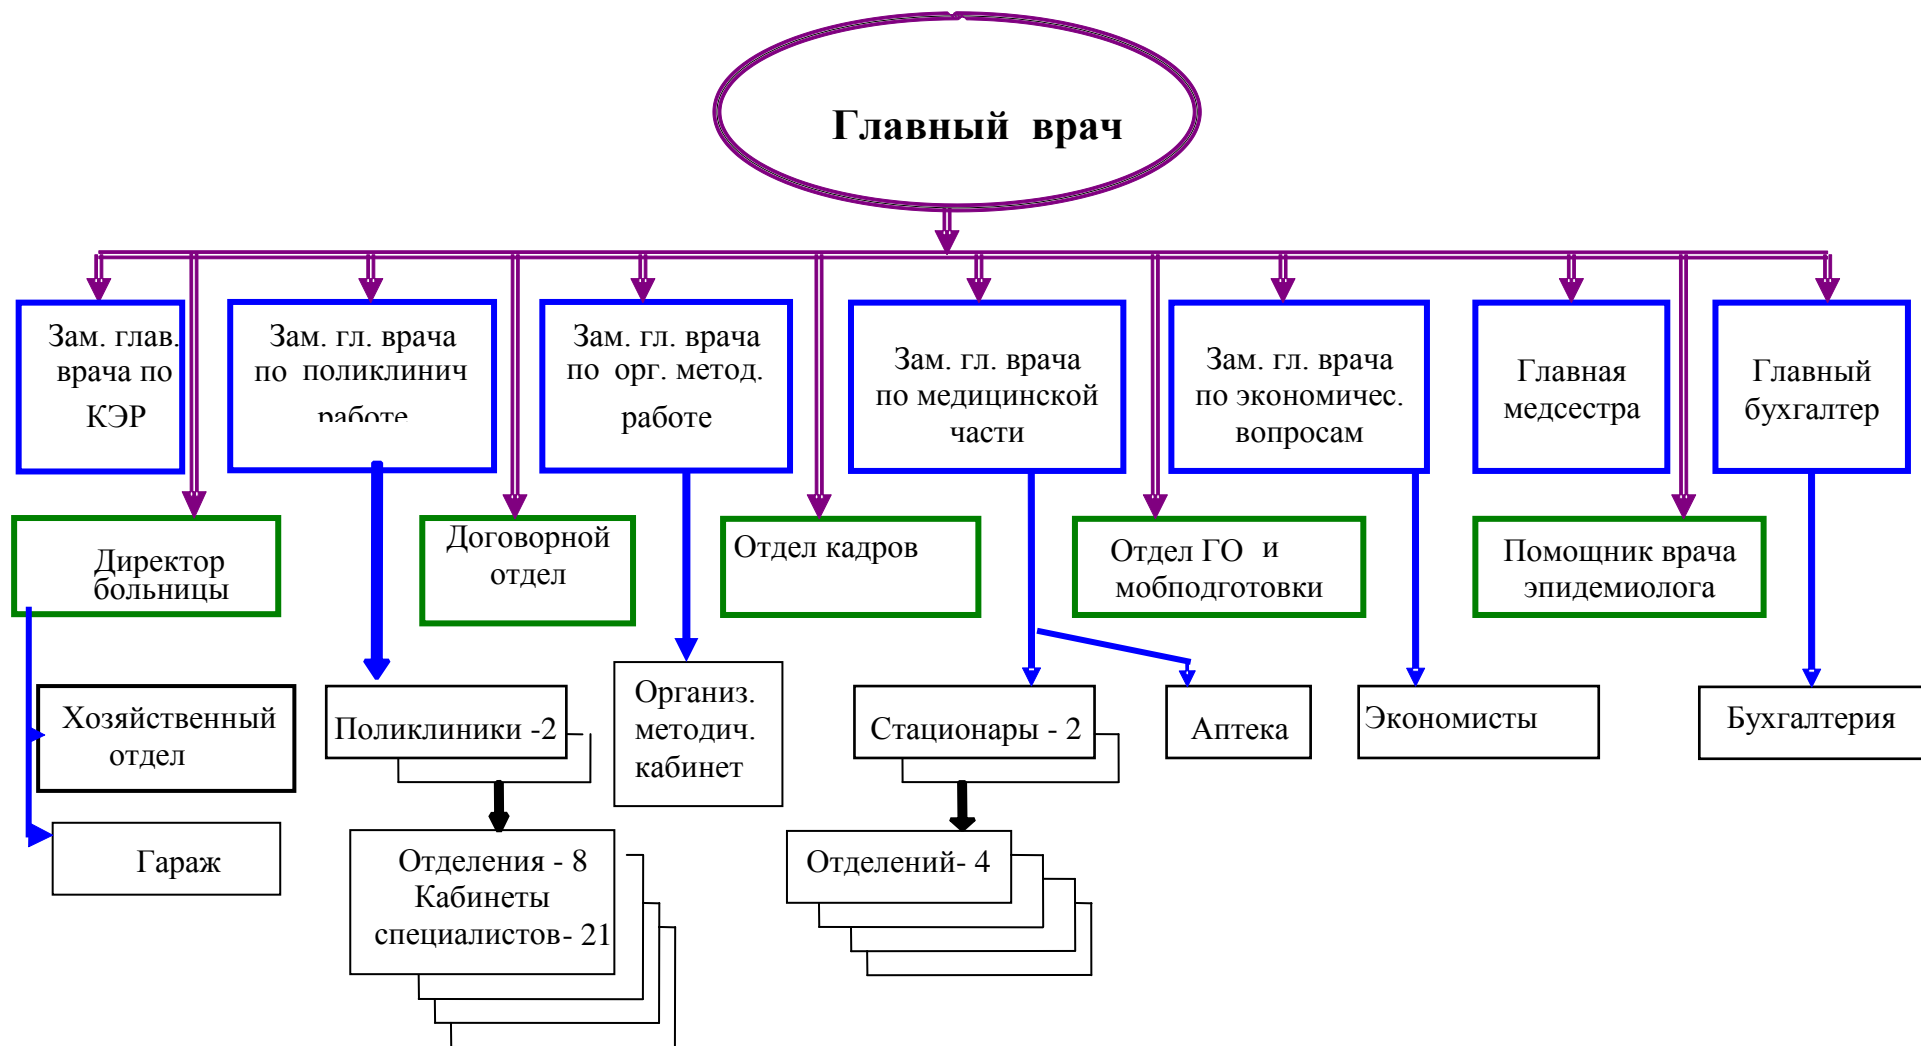 Главный врач
Зам. глав.
врача по
КЭР
Зам. гл. врача
по поликлинич
работе
Зам. гл. врача
по орг. метод.
работе
Зам. гл. врача
по медицинской
части
Зам. гл. врача
по экономичес.
вопросам
Главная
медсестра
Главный
бухгалтер
Директор
больницы
Договорной
отдел
Отдел кадров
Отдел ГО и
мобподготовки
Помощник врача
эпидемиолога
Хозяйственный
отдел
Поликлиники -2
Организ.
методич.
кабинет
Стационары - 2
Аптека
Экономисты
Бухгалтерия
Гараж
Отделения - 8
Кабинеты
специалистов- 21
Отделений- 4